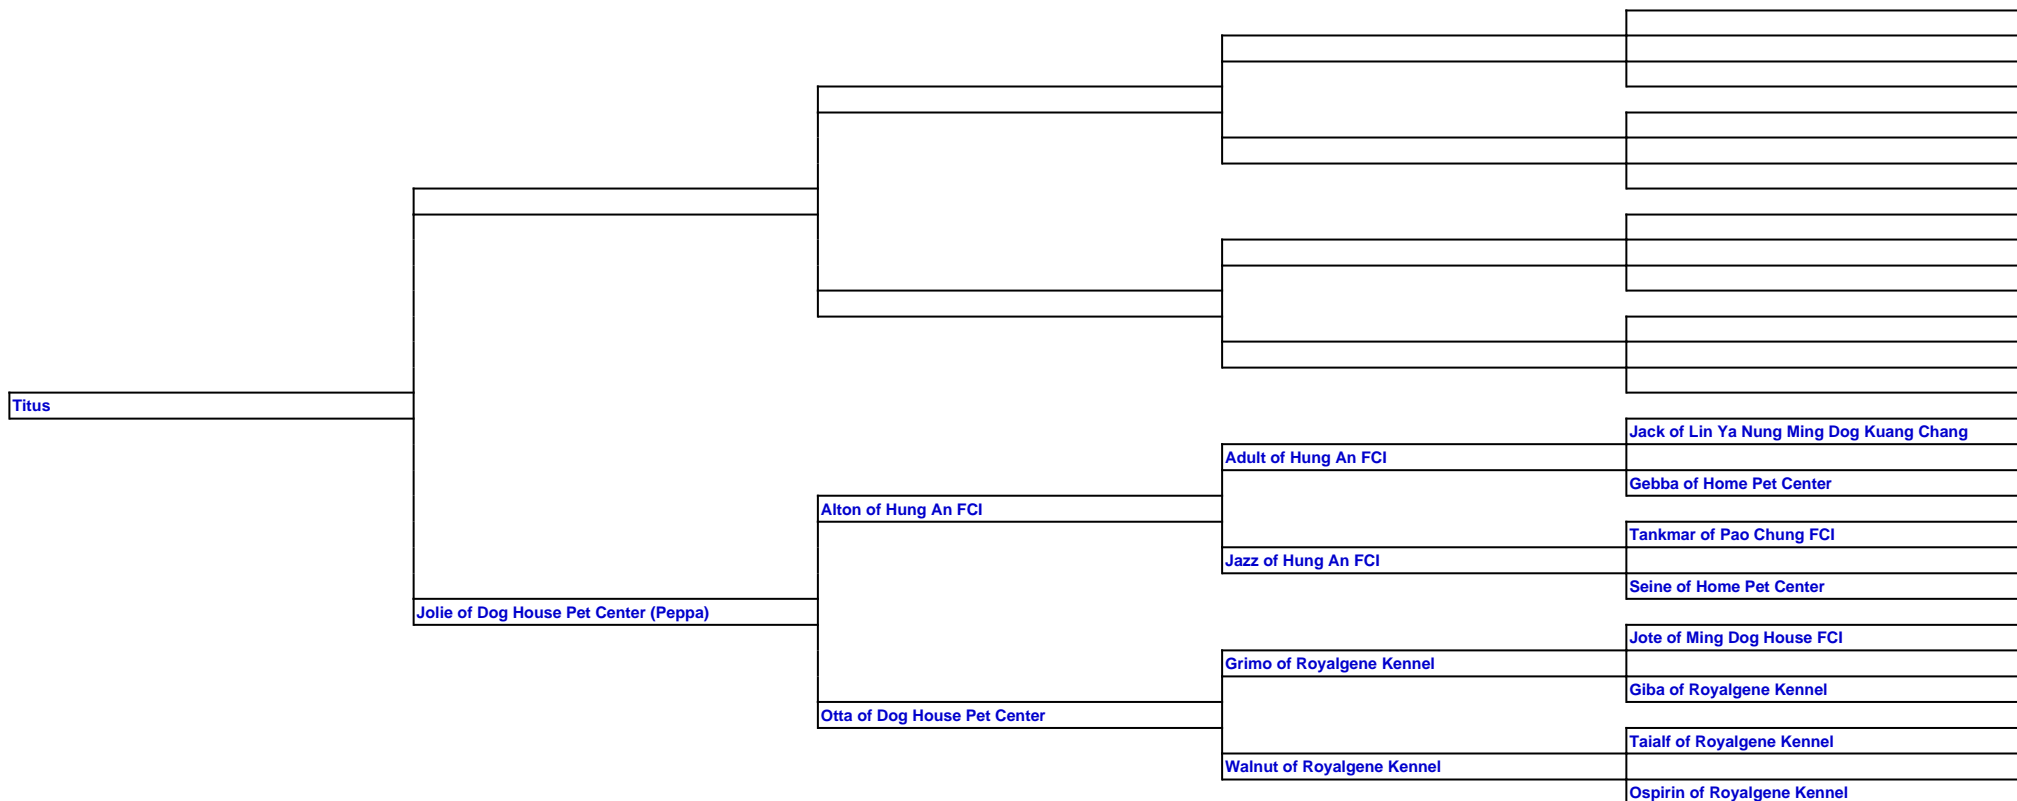 Titus
Jack of Lin Ya Nung Ming Dog Kuang Chang
Adult of Hung An FCI
Gebba of Home Pet Center
Alton of Hung An FCI
Tankmar of Pao Chung FCI
Jazz of Hung An FCI
Seine of Home Pet Center
Jolie of Dog House Pet Center (Peppa)
Jote of Ming Dog House FCI
Grimo of Royalgene Kennel
Giba of Royalgene Kennel
Otta of Dog House Pet Center
Taialf of Royalgene Kennel
Walnut of Royalgene Kennel
Ospirin of Royalgene Kennel